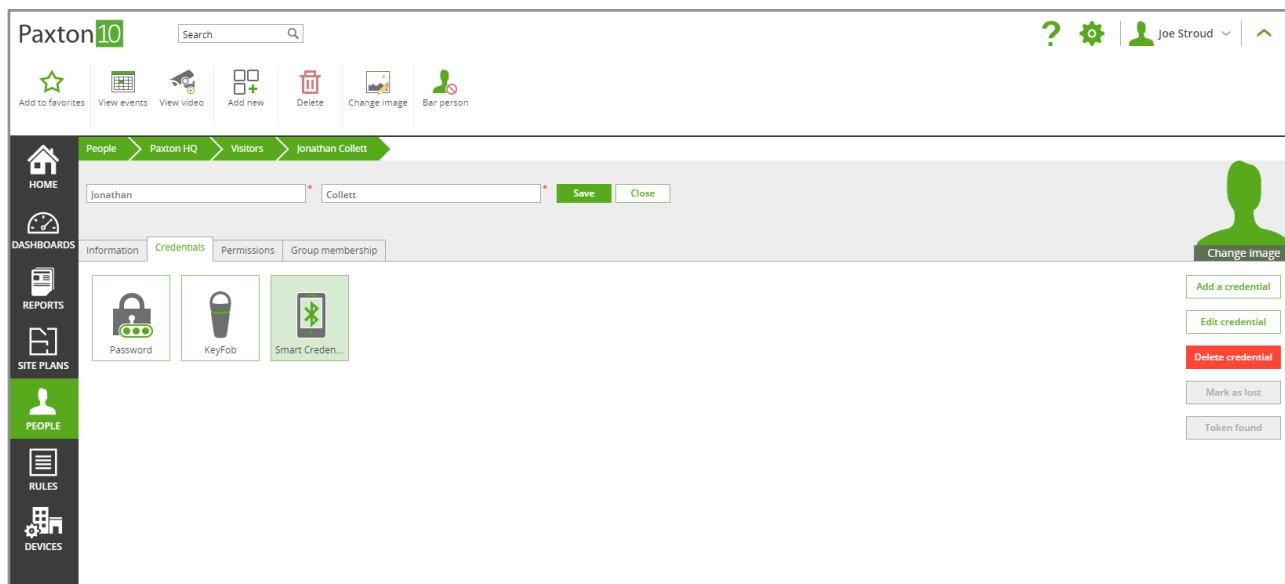 Paxton 10
Search
?
Joe Stroud
Add to favorites
View events
View video
Add new
Delete
Change image
Bar person
People
Paxton HQ
Visitors
Jonathan Collett
HOME
Jonathan *
Collett *
Save
Close
DASHBOARDS
Information
Credentials
Permissions
Group membership
Change image
REPORTS
Password
KeyFob
Smart Creden...
Add a credential
Edit credential
Delete credential
Mark as lost
Token found
SITE PLANS
PEOPLE
RULES
DEVICES